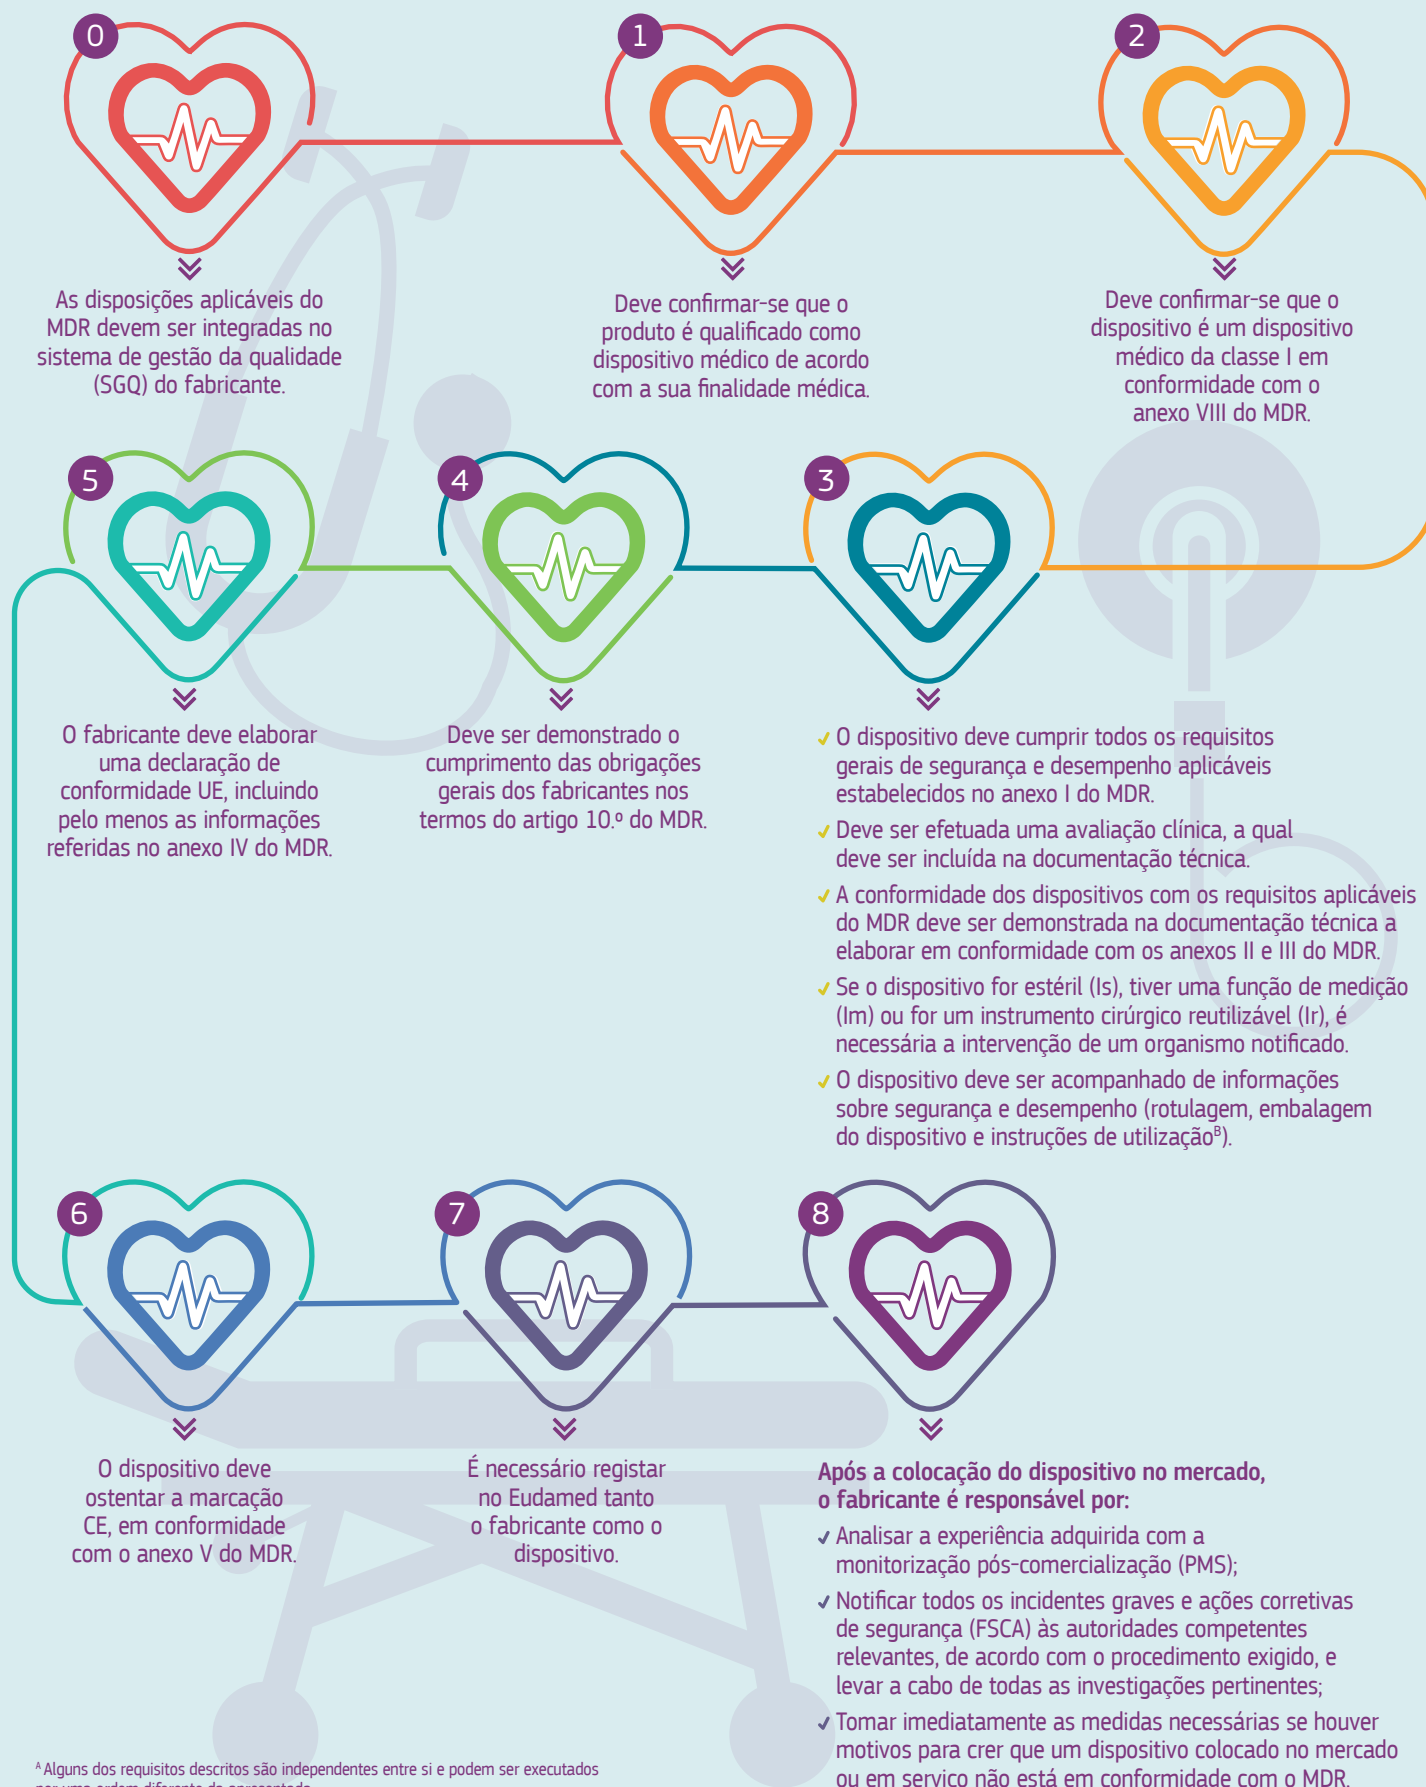 0
As disposições aplicáveis do
MDR devem ser integradas no
sistema de gestão da qualidade
(SGQ) do fabricante.
1
Deve confirmar-se que o
produto é qualificado como
dispositivo médico de acordo
com a sua finalidade médica.
2
Deve confirmar-se que o
dispositivo é um dispositivo
médico da classe I em
conformidade com o
anexo VIII do MDR.
3
✓ O dispositivo deve cumprir todos os requisitos
gerais de segurança e desempenho aplicáveis
estabelecidos no anexo I do MDR.
✓ Deve ser efetuada uma avaliação clínica, a qual
deve ser incluída na documentação técnica.
✓ A conformidade dos dispositivos com os requisitos aplicáveis
do MDR deve ser demonstrada na documentação técnica a
elaborar em conformidade com os anexos II e III do MDR.
✓ Se o dispositivo for estéril (Is), tiver uma função de medição
(Im) ou for um instrumento cirúrgico reutilizável (Ir), é
necessária a intervenção de um organismo notificado.
✓ O dispositivo deve ser acompanhado de informações
sobre segurança e desempenho (rotulagem, embalagem
do dispositivo e instruções de utilizaçãoᴮ).
4
Deve ser demonstrado o
cumprimento das obrigações
gerais dos fabricantes nos
termos do artigo 10.º do MDR.
5
O fabricante deve elaborar
uma declaração de
conformidade UE, incluindo
pelo menos as informações
referidas no anexo IV do MDR.
6
O dispositivo deve
ostentar a marcação
CE, em conformidade
com o anexo V do MDR.
7
É necessário registar
no Eudamed tanto
o fabricante como o
dispositivo.
8
Após a colocação do dispositivo no mercado,
o fabricante é responsável por:
✓ Analisar a experiência adquirida com a
monitorização pós-comercialização (PMS);
✓ Notificar todos os incidentes graves e ações corretivas
de segurança (FSCA) às autoridades competentes
relevantes, de acordo com o procedimento exigido, e
levar a cabo de todas as investigações pertinentes;
✓ Tomar imediatamente as medidas necessárias se houver
motivos para crer que um dispositivo colocado no mercado
ou em serviço não está em conformidade com o MDR.
ᴬ Alguns dos requisitos descritos são independentes entre si e podem ser executados
por uma ordem diferente da apresentada.